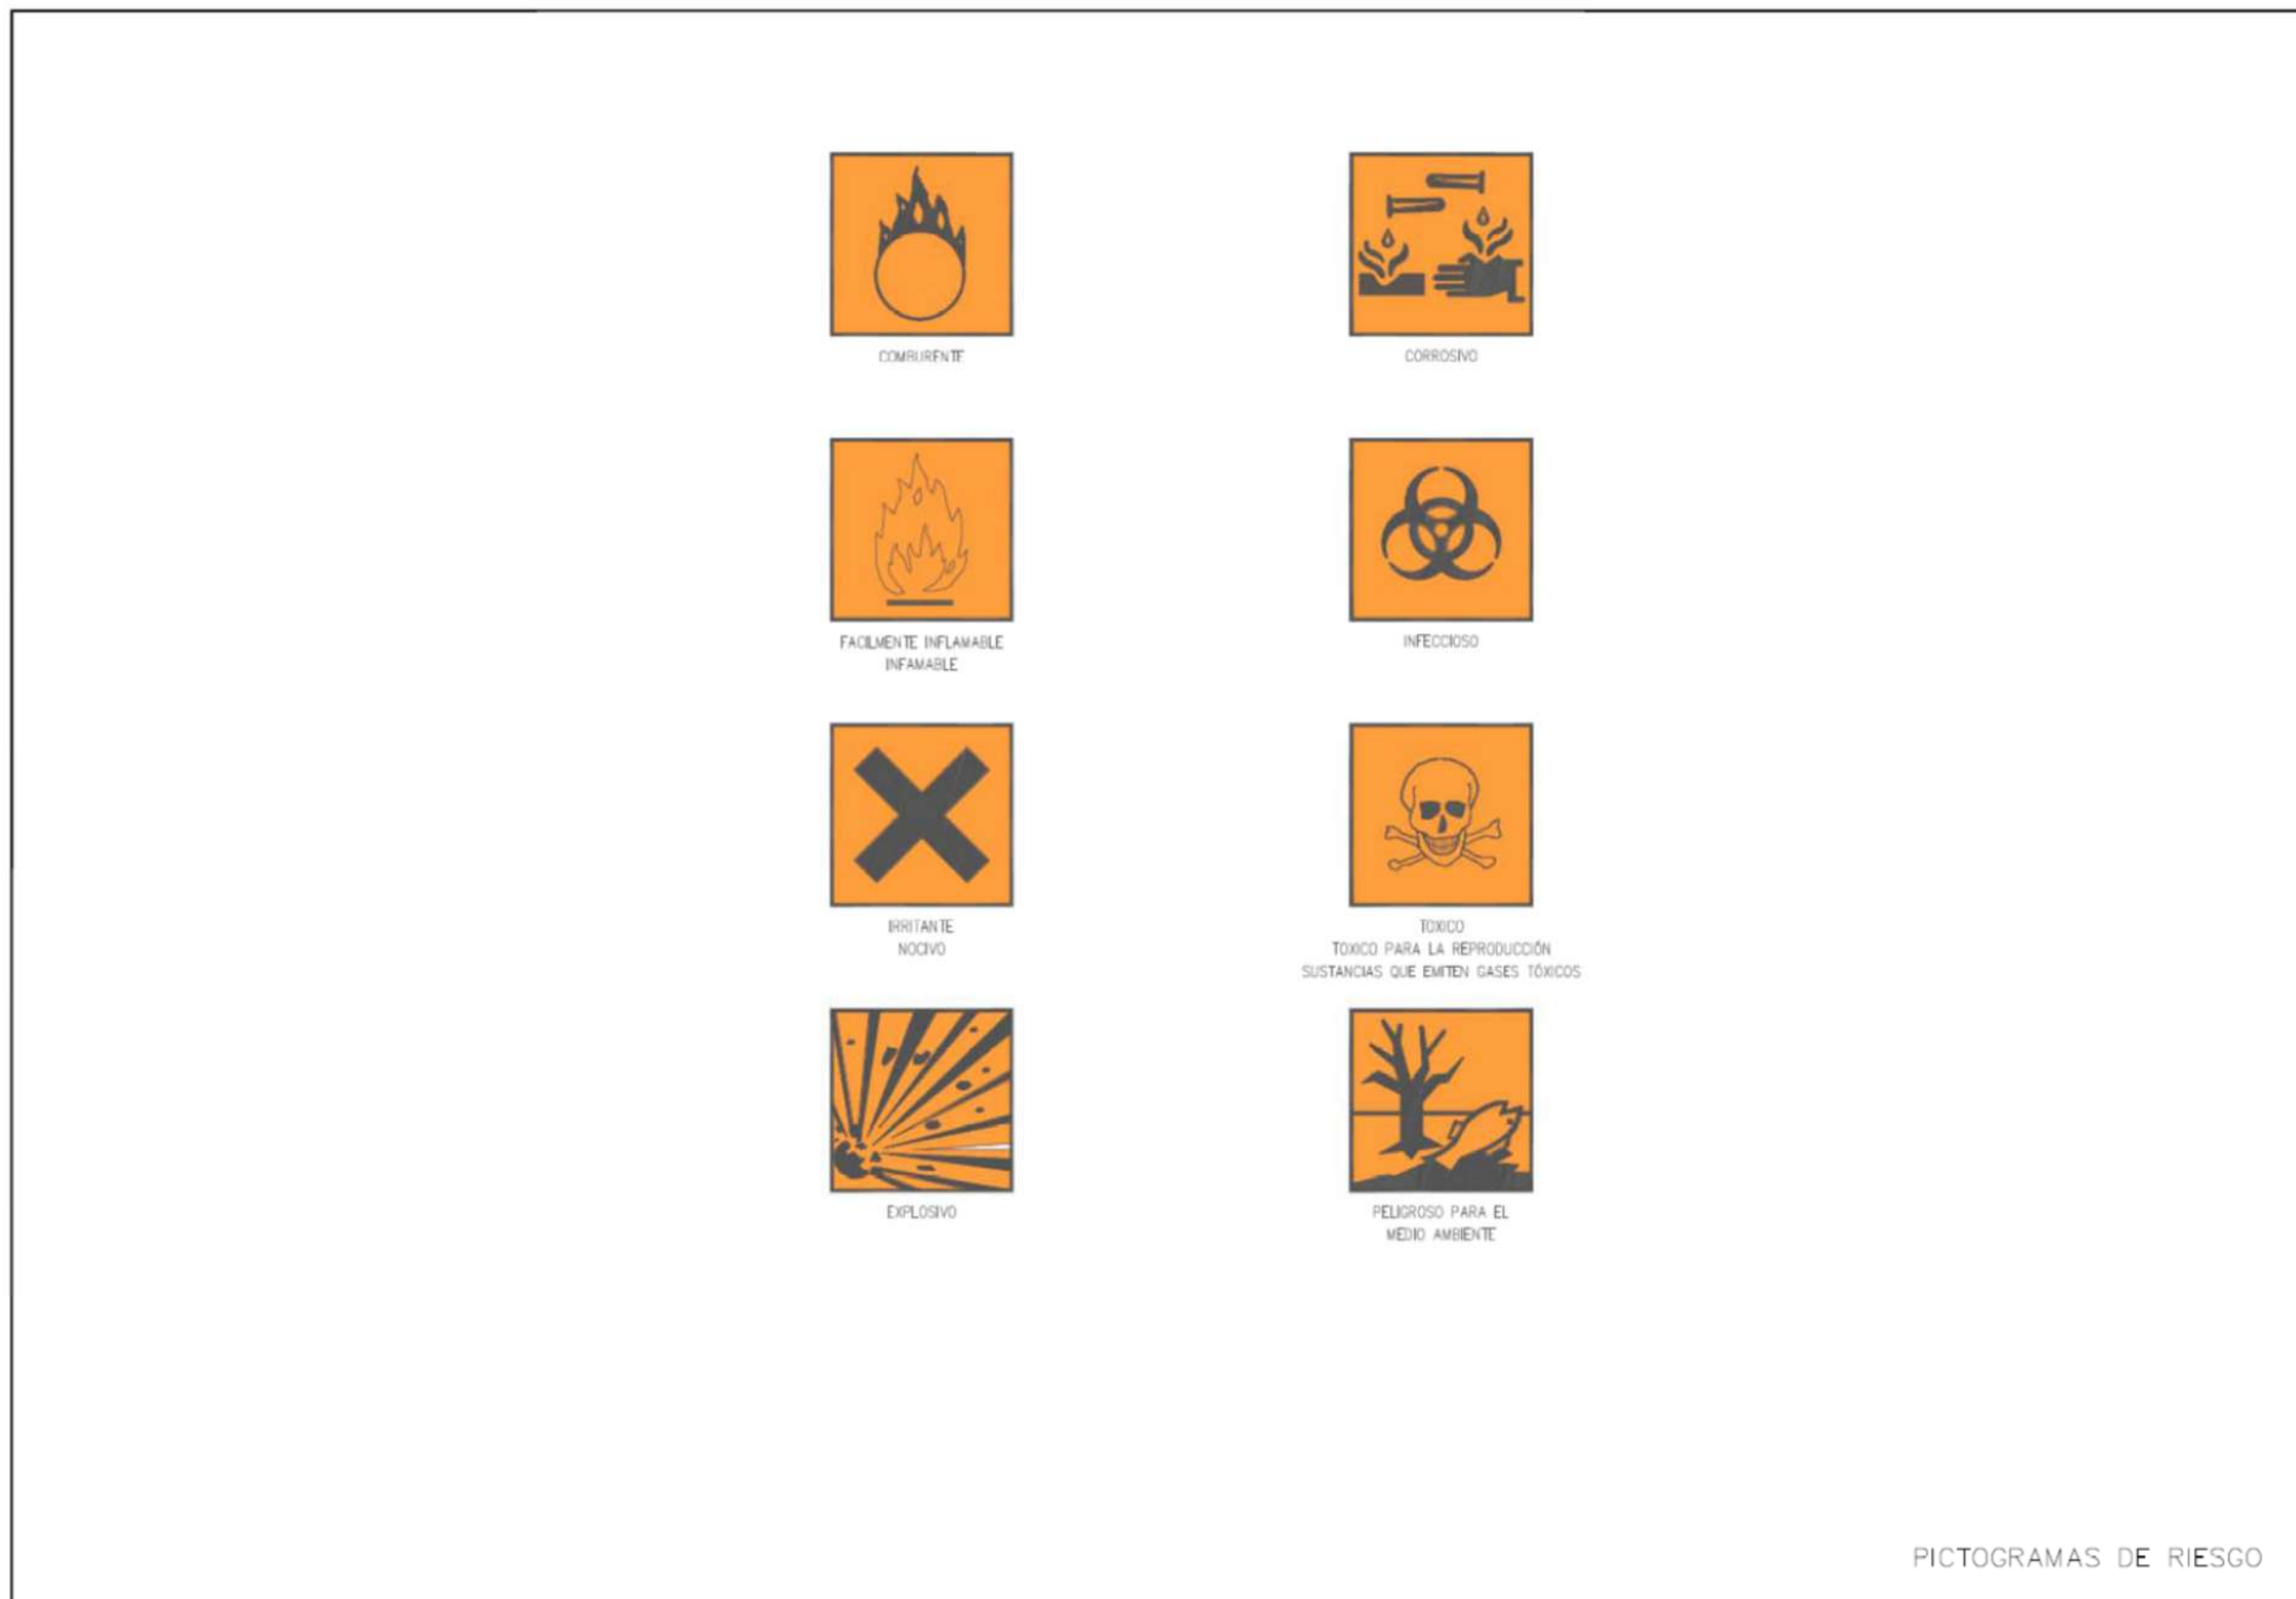 COMBURENTE
CORROSIVO
FACILMENTE INFLAMABLE
INFAMABLE
INFECCIOSO
IRRITANTE
NOCIVO
TOXICO
TOXICO PARA LA REPRODUCCIÓN
SUSTANCIAS QUE EMITEN GASES TÓXICOS
EXPLOSIVO
PELIGROSO PARA EL
MEDIO AMBIENTE
PICTOGRAMAS DE RIESGO